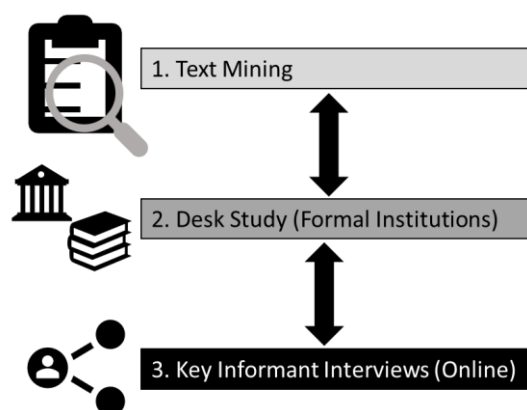 1. Text Mining
2. Desk Study (Formal Institutions)
3. Key Informant Interviews (Online)